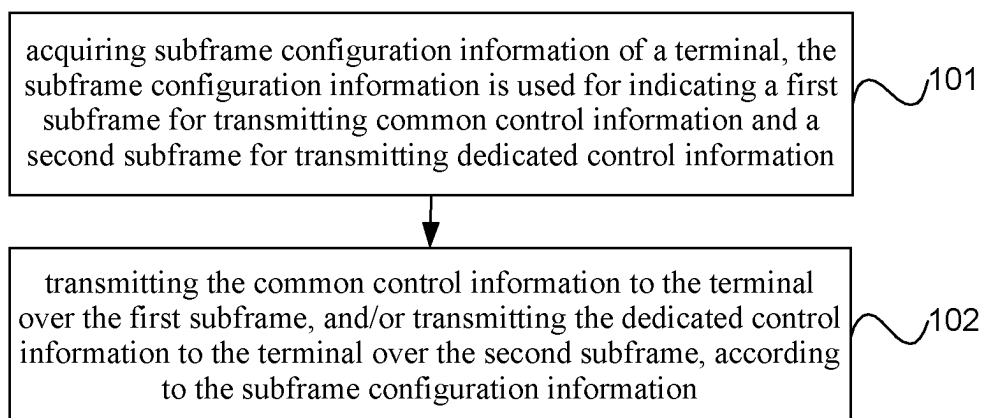 acquiring subframe configuration information of a terminal, the
subframe configuration information is used for indicating a first
subframe for transmitting common control information and a
second subframe for transmitting dedicated control information
101
transmitting the common control information to the terminal
over the first subframe, and/or transmitting the dedicated control
information to the terminal over the second subframe, according
to the subframe configuration information
102